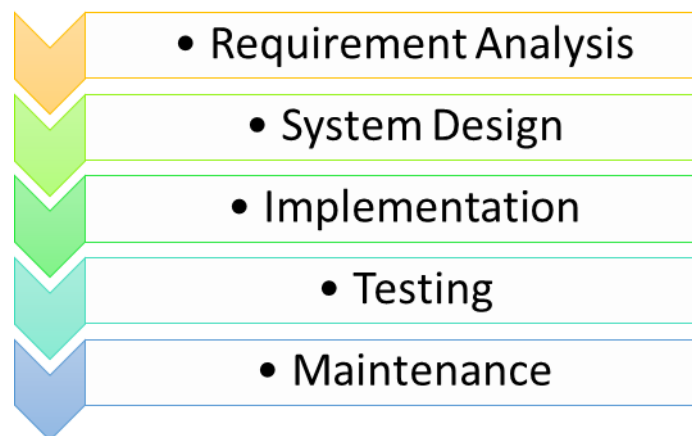 • Requirement Analysis
• System Design
• Implementation
• Testing
• Maintenance